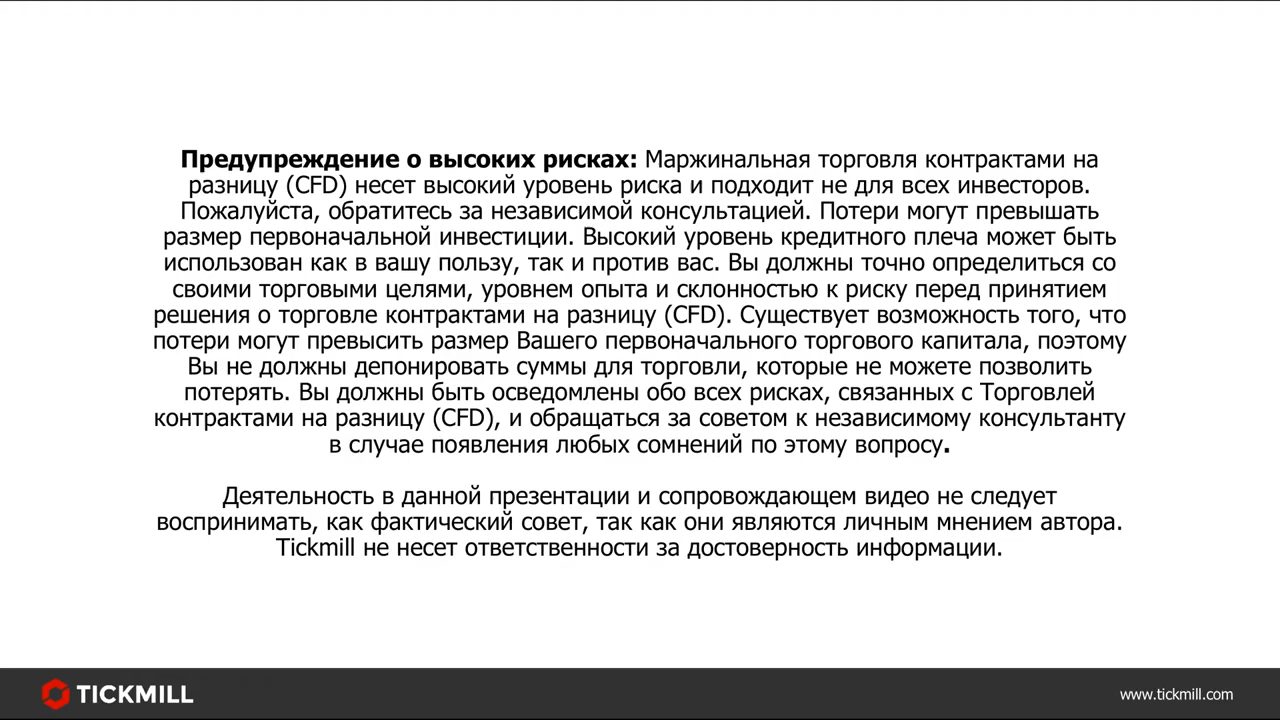 Предупреждение о высоких рисках: Маржинальная торговля контрактами на
разницу (CFD) несет высокий уровень риска и подходит не для всех инвесторов.
Пожалуйста, обратитесь за независимой консультацией. Потери могут превышать
размер первоначальной инвестиции. Высокий уровень кредитного плеча может быть
использован как в вашу пользу, так и против вас. Вы должны точно определиться со
своими торговыми целями, уровнем опыта и склонностью к риску перед принятием
решения о торговле контрактами на разницу (CFD). Существует возможность того, что
потери могут превысить размер Вашего первоначального торгового капитала, поэтому
Вы не должны депонировать суммы для торговли, которые не можете позволить
потерять. Вы должны быть осведомлены обо всех рисках, связанных с Торговлей
контрактами на разницу (CFD), и обращаться за советом к независимому консультанту
в случае появления любых сомнений по этому вопросу.
Деятельность в данной презентации и сопровождающем видео не следует
воспринимать, как фактический совет, так как они являются личным мнением автора.
Tickmill не несет ответственности за достоверность информации.
TICKMILL
www.tickmill.com